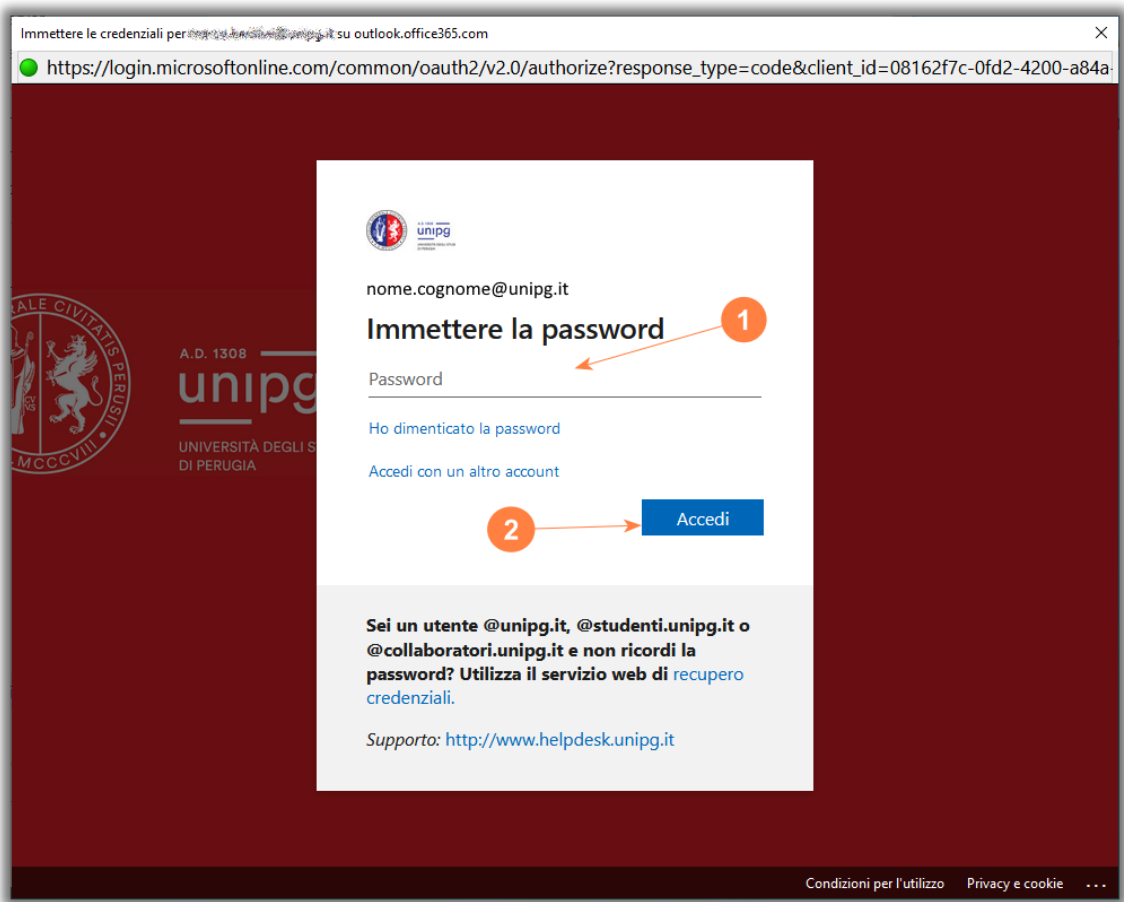 Immettere le credenziali per su outlook.office365.com
https://login.microsoftonline.com/common/oauth2/v2.0/authorize?response_type=code&client_id=08162f7c-0fd2-4200-a84a-
A.D. 1308
unipg
UNIVERSITÀ DEGLI S
DI PERUGIA
MCCCVIII
unipg
nome.cognome@unipg.it
Immettere la password
1
Password
Ho dimenticato la password
Accedi con un altro account
2
Accedi
Sei un utente @unipg.it, @studenti.unipg.it o
@collaboratori.unipg.it e non ricordi la
password? Utilizza il servizio web di recupero
credenziali.
Supporto: http://www.helpdesk.unipg.it
Condizioni per l'utilizzo
Privacy e cookie
...